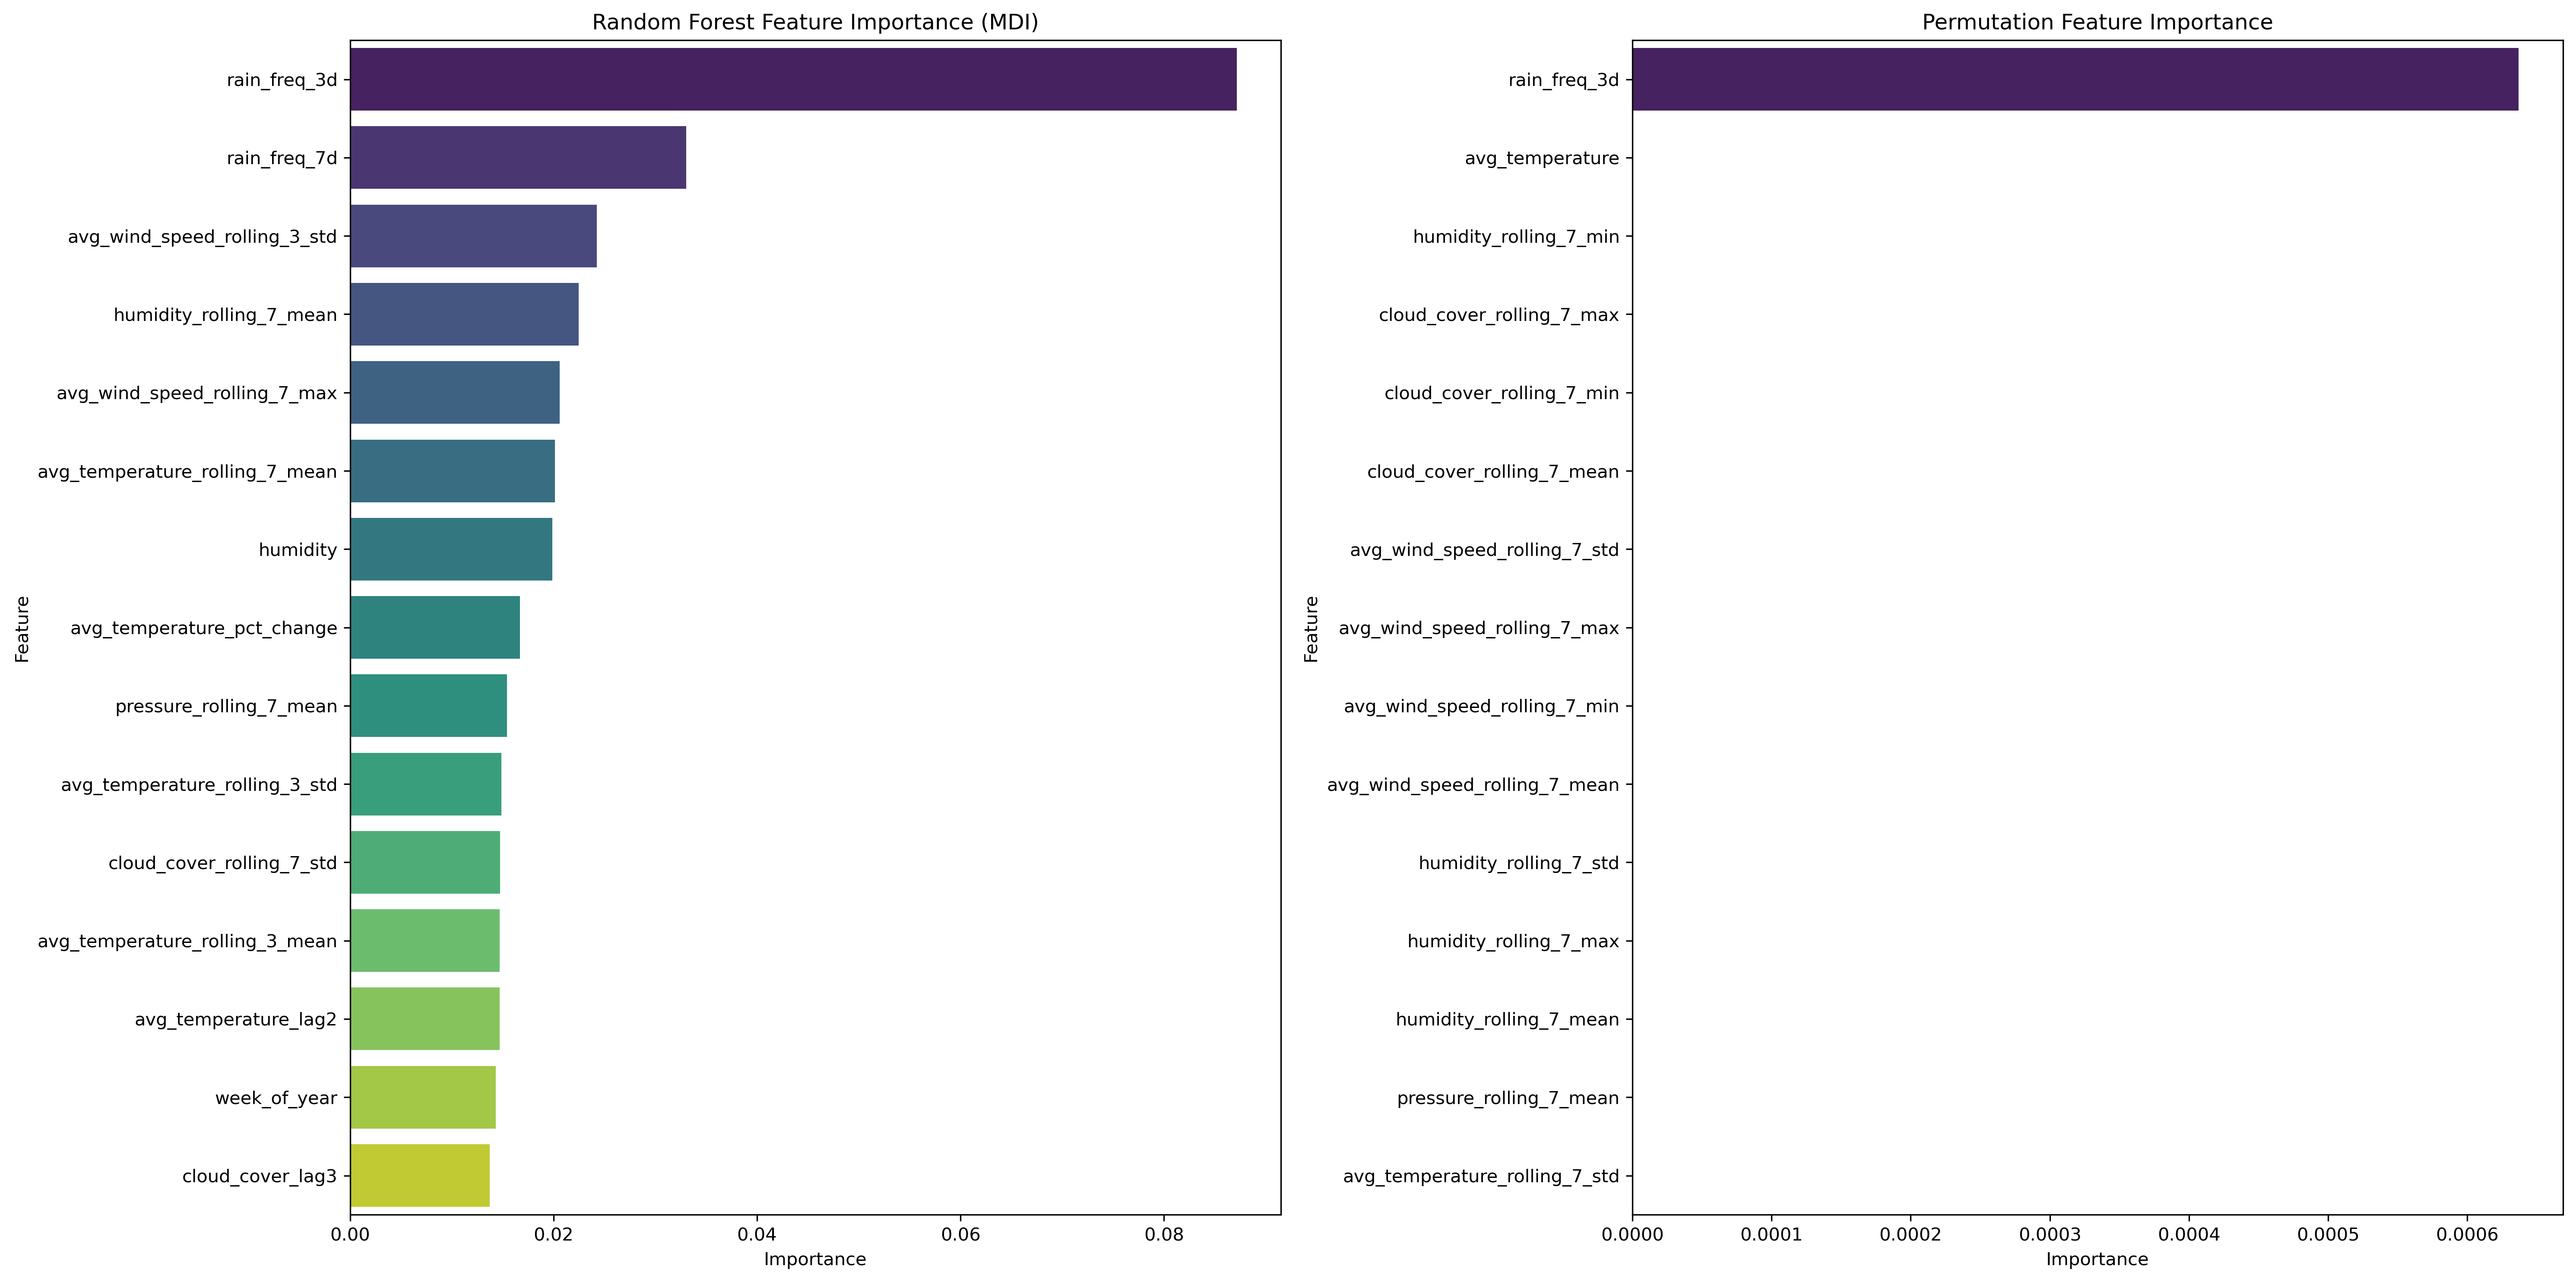 Random Forest Feature Importance (MDI)
rain_freq_3d
rain_freq_7d
avg_wind_speed_rolling_3_std
humidity_rolling_7_mean
avg_wind_speed_rolling_7_max
avg_temperature_rolling_7_mean
humidity
avg_temperature_pct_change
pressure_rolling_7_mean
avg_temperature_rolling_3_std
cloud_cover_rolling_7_std
avg_temperature_rolling_3_mean
avg_temperature_lag2
week_of_year
cloud_cover_lag3
Feature
0.00 0.02 0.04 0.06 0.08
Importance
Permutation Feature Importance
rain_freq_3d
avg_temperature
humidity_rolling_7_min
cloud_cover_rolling_7_max
cloud_cover_rolling_7_min
cloud_cover_rolling_7_mean
avg_wind_speed_rolling_7_std
avg_wind_speed_rolling_7_max
avg_wind_speed_rolling_7_min
avg_wind_speed_rolling_7_mean
humidity_rolling_7_std
humidity_rolling_7_max
humidity_rolling_7_mean
pressure_rolling_7_mean
avg_temperature_rolling_7_std
Feature
0.0000 0.0001 0.0002 0.0003 0.0004 0.0005 0.0006
Importance